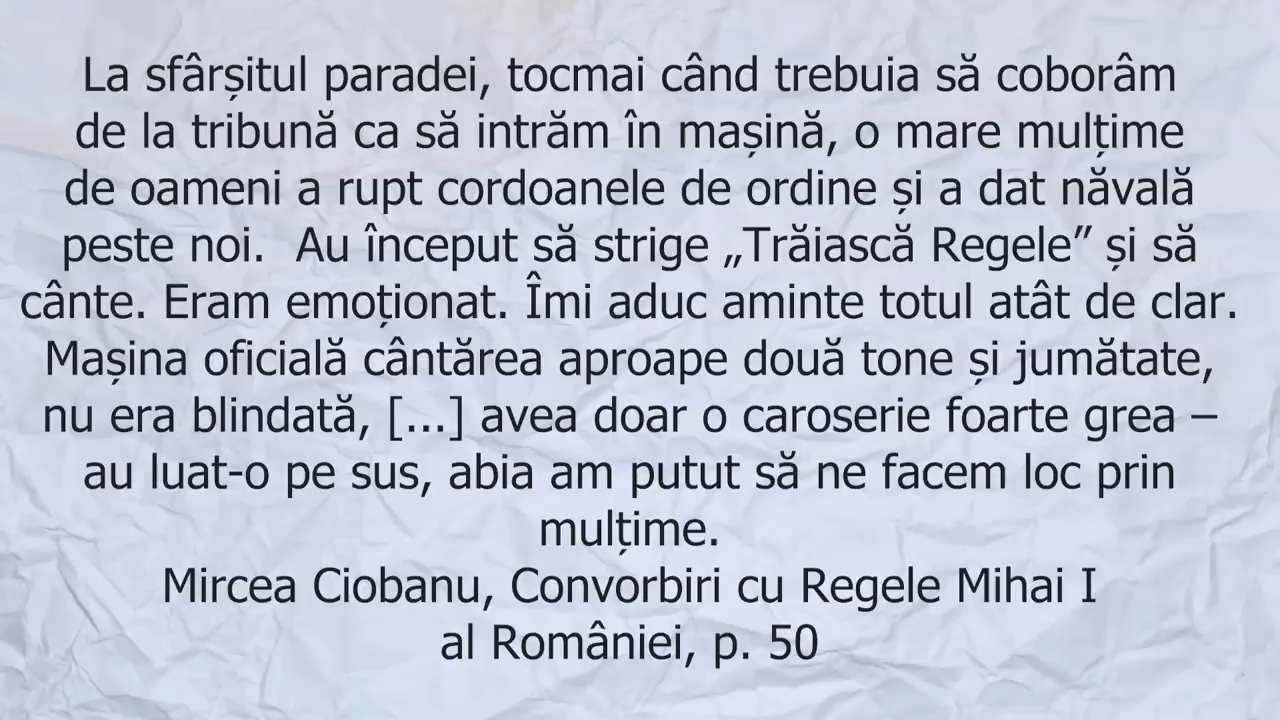 La sfârșitul paradei, tocmai când trebuia să coborâm
de la tribună ca să intrăm în mașină, o mare mulțime
de oameni a rupt cordoanele de ordine și a dat năvală
peste noi.  Au început să strige „Trăiască Regele” și să
cânte. Eram emoționat. Îmi aduc aminte totul atât de clar.
Mașina oficială cântărea aproape două tone și jumătate,
nu era blindată, [...] avea doar o caroserie foarte grea –
au luat-o pe sus, abia am putut să ne facem loc prin
mulțime.
Mircea Ciobanu, Convorbiri cu Regele Mihai I
al României, p. 50